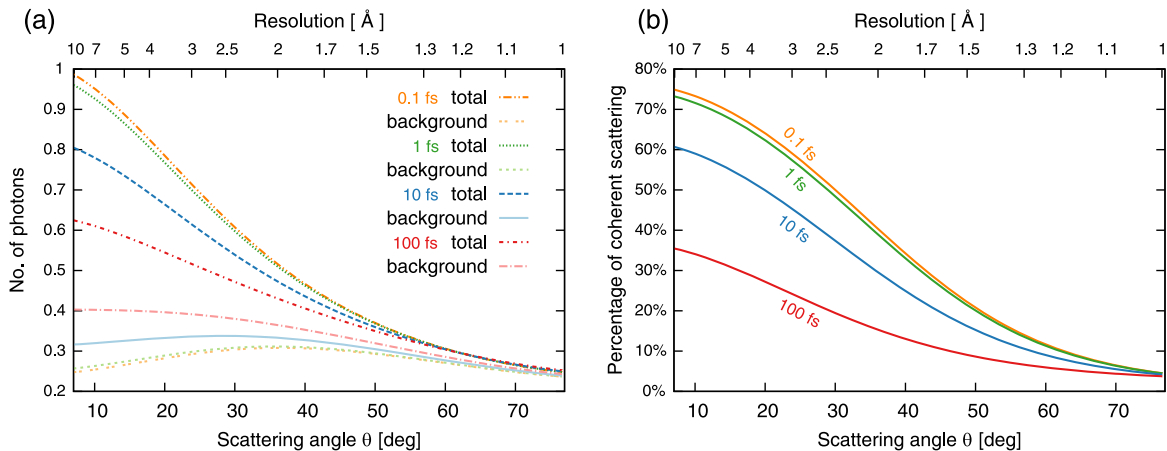 (a)
Resolution [ Å ]
10 7 5 4 3 2.5 2 1.7 1.5 1.3 1.2 1.1 1
No. of photons
1
0.9
0.8
0.7
0.6
0.5
0.4
0.3
0.2
0.1 fs total
background
1 fs total
background
10 fs total
background
100 fs total
background
10 20 30 40 50 60 70
Scattering angle θ [deg]
(b)
Resolution [ Å ]
10 7 5 4 3 2.5 2 1.7 1.5 1.3 1.2 1.1 1
Percentage of coherent scattering
80%
70%
60%
50%
40%
30%
20%
10%
0%
0.1 fs
1 fs
10 fs
100 fs
10 20 30 40 50 60 70
Scattering angle θ [deg]